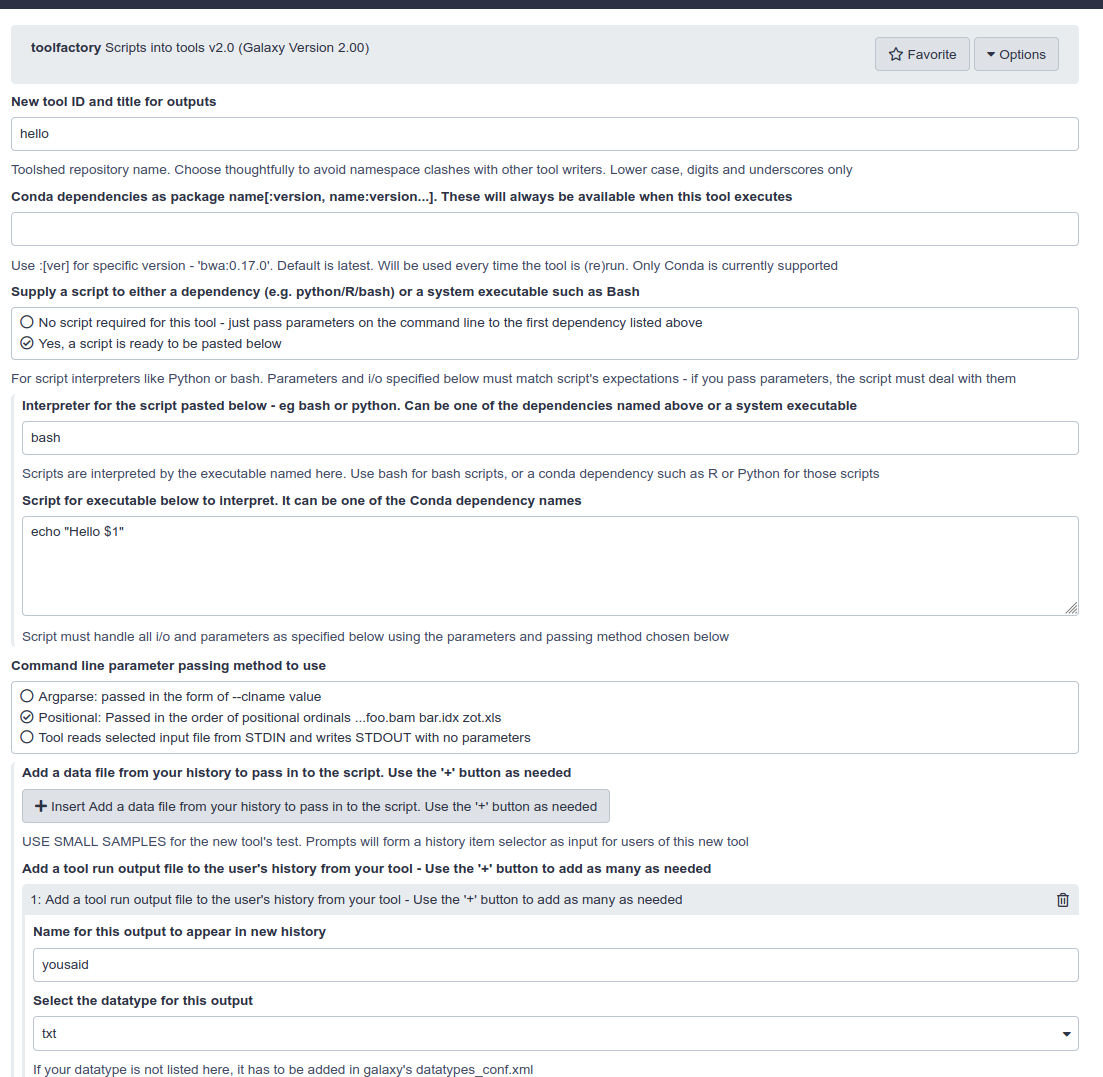 toolfactory Scripts into tools v2.0 (Galaxy Version 2.00)
Favorite
Options
New tool ID and title for outputs
hello
Toolshed repository name. Choose thoughtfully to avoid namespace clashes with other tool writers. Lower case, digits and underscores only
Conda dependencies as package name[:version, name:version...]. These will always be available when this tool executes
Use :[ver] for specific version - 'bwa:0.17.0'. Default is latest. Will be used every time the tool is (re)run. Only Conda is currently supported
Supply a script to either a dependency (e.g. python/R/bash) or a system executable such as Bash
No script required for this tool - just pass parameters on the command line to the first dependency listed above
Yes, a script is ready to be pasted below
For script interpreters like Python or bash. Parameters and i/o specified below must match script's expectations - if you pass parameters, the script must deal with them
Interpreter for the script pasted below - eg bash or python. Can be one of the dependencies named above or a system executable
bash
Scripts are interpreted by the executable named here. Use bash for bash scripts, or a conda dependency such as R or Python for those scripts
Script for executable below to interpret. It can be one of the Conda dependency names
echo "Hello $1"
Script must handle all i/o and parameters as specified below using the parameters and passing method chosen below
Command line parameter passing method to use
Argparse: passed in the form of --clname value
Positional: Passed in the order of positional ordinals ...foo.bam bar.idx zot.xls
Tool reads selected input file from STDIN and writes STDOUT with no parameters
Add a data file from your history to pass in to the script. Use the '+' button as needed
Insert Add a data file from your history to pass in to the script. Use the '+' button as needed
USE SMALL SAMPLES for the new tool's test. Prompts will form a history item selector as input for users of this new tool
Add a tool run output file to the user's history from your tool - Use the '+' button to add as many as needed
1: Add a tool run output file to the user's history from your tool - Use the '+' button to add as many as needed
Name for this output to appear in new history
yousaid
Select the datatype for this output
txt
If your datatype is not listed here, it has to be added in galaxy's datatypes_conf.xml